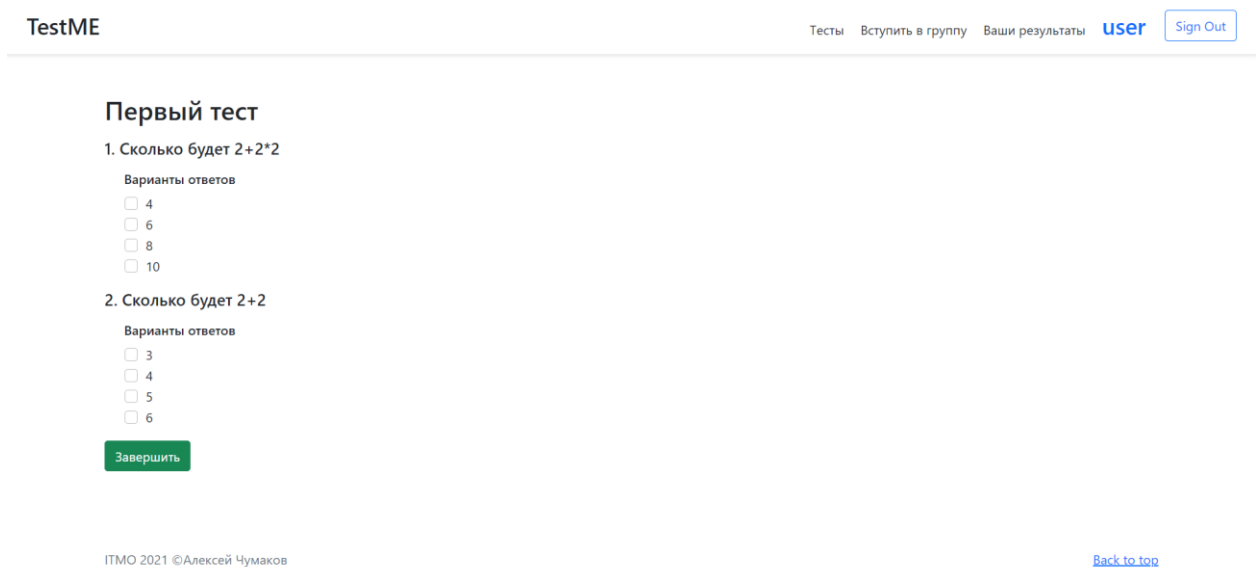 TestME
Тесты Вступить в группу Ваши результаты user Sign Out
Первый тест
1. Сколько будет 2+2*2
Варианты ответов
4
6
8
10
2. Сколько будет 2+2
Варианты ответов
3
4
5
6
Завершить
ITMO 2021 ©Алексей Чумаков
Back to top